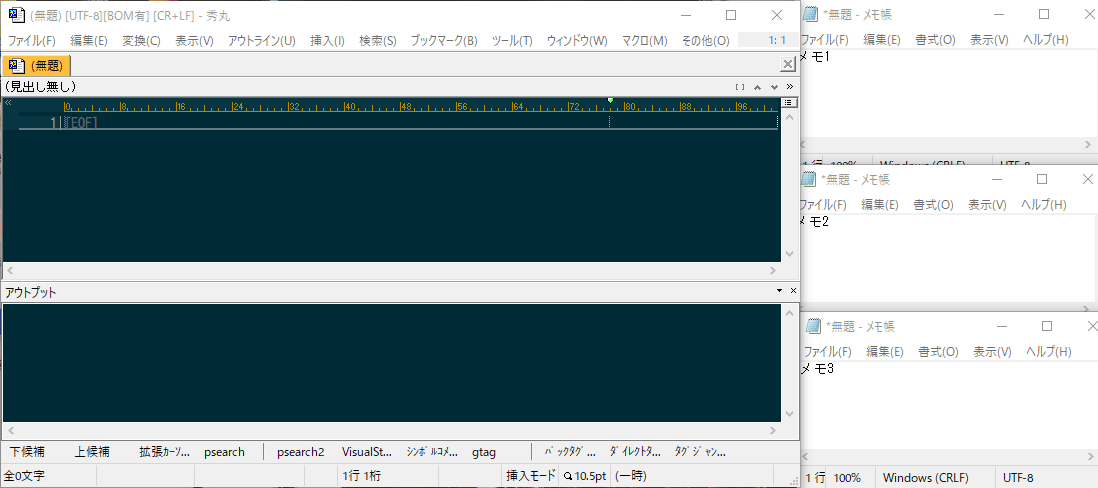 (無題) [UTF-8][BOM有] [CR+LF] - 秀丸
ファイル(F) 編集(E) 変換(C) 表示(V) アウトライン(U) 挿入(I) 検索(S) ブックマーク(B) ツール(T) ウィンドウ(W) マクロ(M) その他(O) 1: 1
(無題)
(見出し無し)
0 8 16 24 32 40 48 56 64 72 80 88 96
1 [EOF]
アウトプット
下候補 上候補 拡張ｶｰｿ... psearch psearch2 VisualSt... ｼﾝﾎﾞﾙｺﾒ... gtag ﾊﾞｯｸﾀｸﾞ... ﾀﾞｲﾚｸﾄﾀ... ﾀｸﾞｼﾞｬﾝ...
全0文字 1行 1桁 挿入モード 10.5pt (一時)
*無題 - メモ帳
ファイル(F) 編集(E) 書式(O) 表示(V) ヘルプ(H)
メモ1
1 行 100% Windows (CRLF) UTF-8
*無題 - メモ帳
ファイル(F) 編集(E) 書式(O) 表示(V) ヘルプ(H)
メモ2
*無題 - メモ帳
ファイル(F) 編集(E) 書式(O) 表示(V) ヘルプ(H)
メモ3
1 行 100% Windows (CRLF) UTF-8